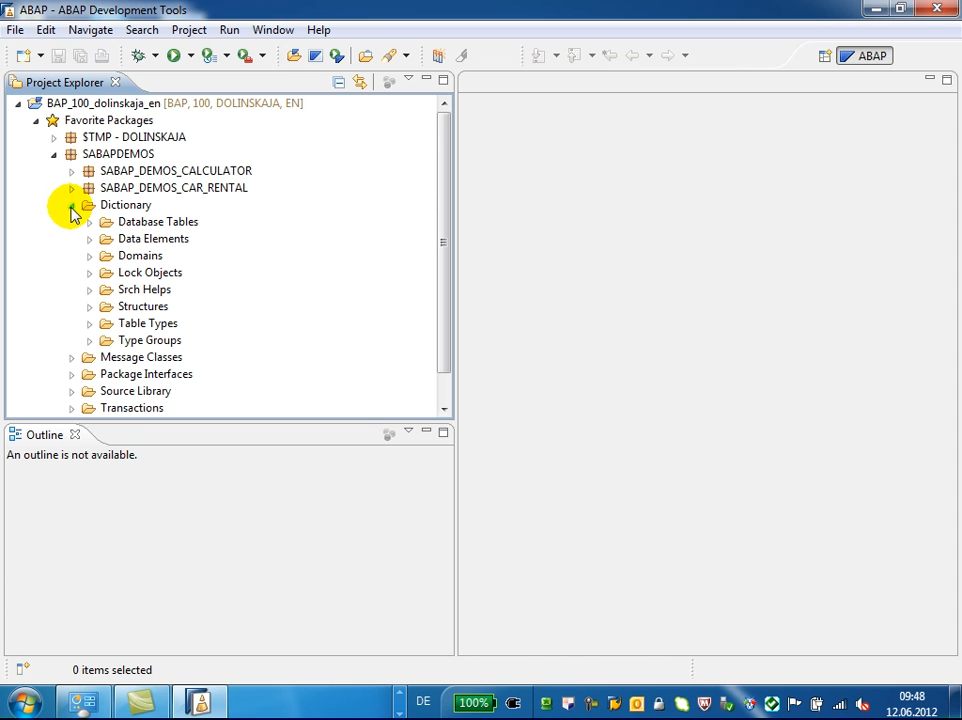 ABAP - ABAP Development Tools
File Edit Navigate Search Project Run Window Help
ABAP
Project Explorer
BAP_100_dolinskaja_en [BAP, 100, DOLINSKAJA, EN]
Favorite Packages
$TMP - DOLINSKAJA
SABAPDEMOS
SABAP_DEMOS_CALCULATOR
SABAP_DEMOS_CAR_RENTAL
Dictionary
Database Tables
Data Elements
Domains
Lock Objects
Srch Helps
Structures
Table Types
Type Groups
Message Classes
Package Interfaces
Source Library
Transactions
Outline
An outline is not available.
0 items selected
DE
100%
09:48
12.06.2012